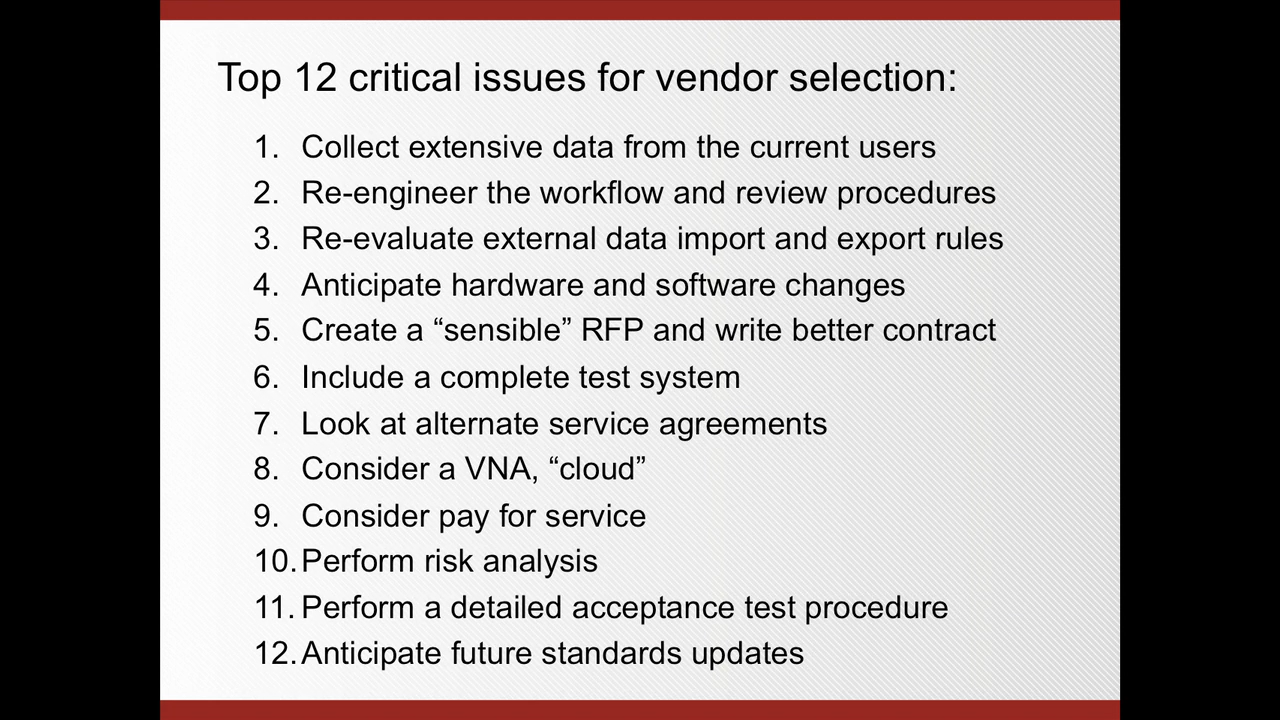 Top 12 critical issues for vendor selection:
1. Collect extensive data from the current users
2. Re-engineer the workflow and review procedures
3. Re-evaluate external data import and export rules
4. Anticipate hardware and software changes
5. Create a “sensible” RFP and write better contract
6. Include a complete test system
7. Look at alternate service agreements
8. Consider a VNA, “cloud”
9. Consider pay for service
10. Perform risk analysis
11. Perform a detailed acceptance test procedure
12. Anticipate future standards updates